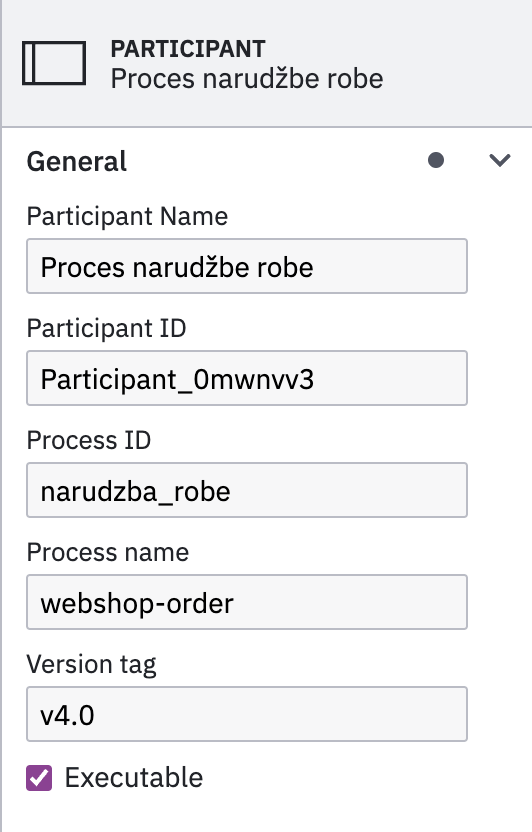 PARTICIPANT
Proces narudžbe robe
General
Participant Name
Proces narudžbe robe
Participant ID
Participant_0mwnvv3
Process ID
narudzba_robe
Process name
webshop-order
Version tag
v4.0
Executable